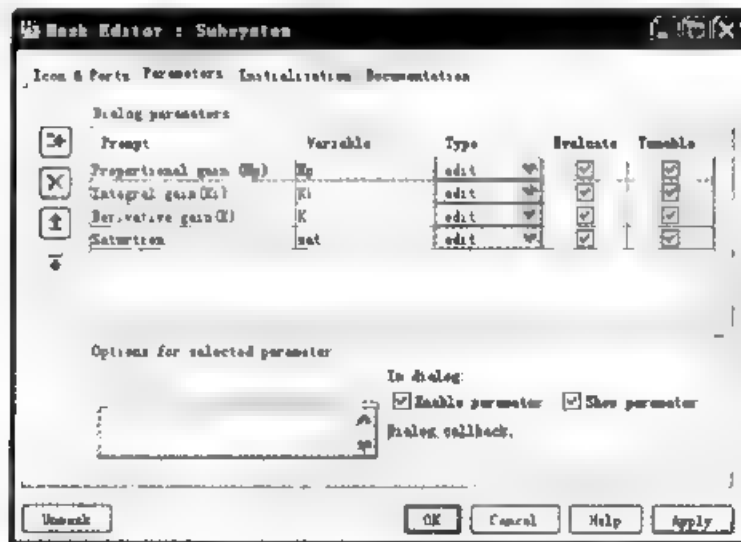 Mask Editor : Subsystem
Icon & Ports Parameters Initialization Documentation
Dialog parameters
Prompt Variable Type Evaluate Tunable
Proportional gain (Kp) Kp edit
Integral gain(Ki) Ki edit
Derivative gain(K) K edit
Saturtion sat edit
Options for selected parameter
In dialog:
Enable parameter Show parameter
Dialog callback:
Unmask OK Cancel Help Apply